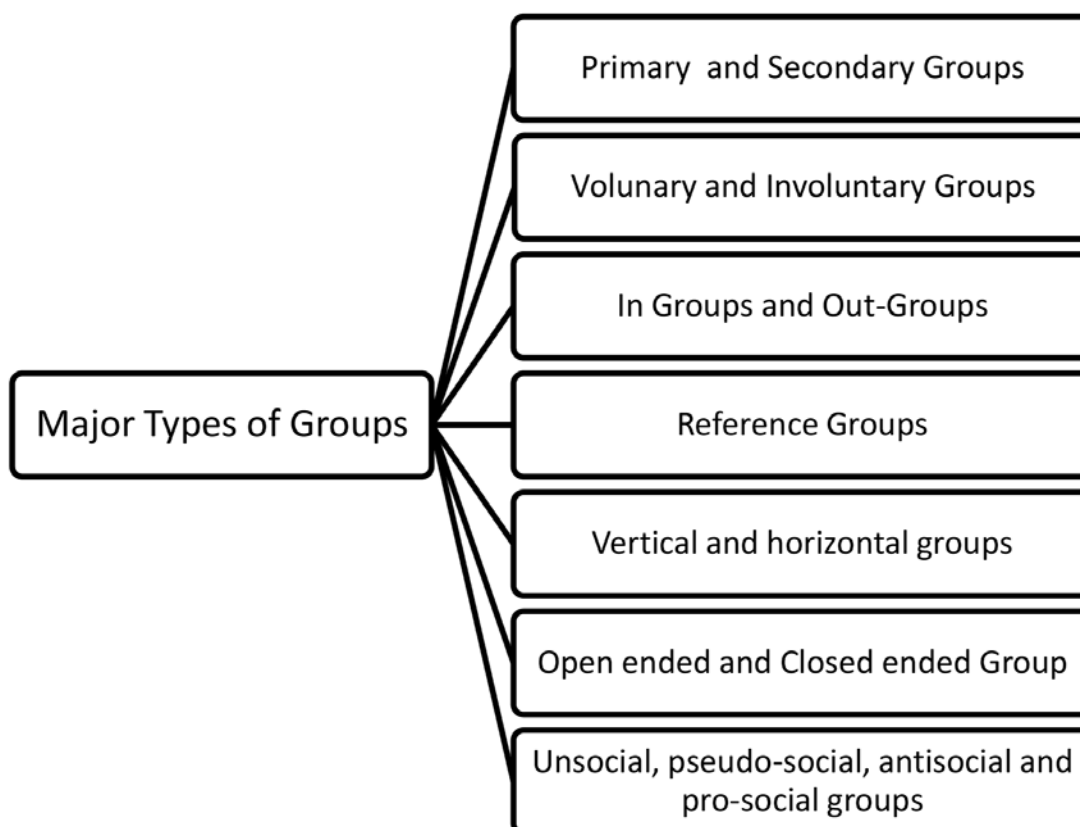 Primary and Secondary Groups
Volunary and Involuntary Groups
In Groups and Out-Groups
Major Types of Groups
Reference Groups
Vertical and horizontal groups
Open ended and Closed ended Group
Unsocial, pseudo-social, antisocial and
pro-social groups